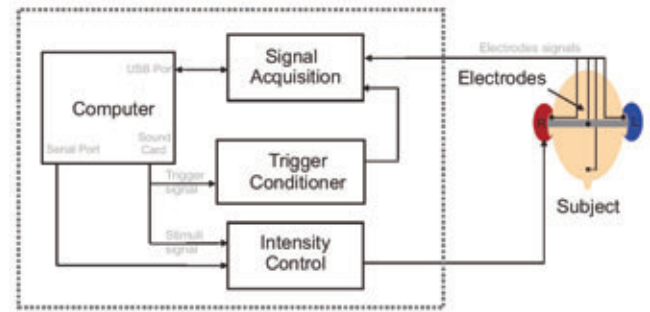 Electrodes signals
Signal
Acquisition
USB Port
Electrodes
Computer
R
L
Sound
Card
Serial Port
Trigger
Conditioner
Trigger
signal
Subject
Stimuli
signal
Intensity
Control